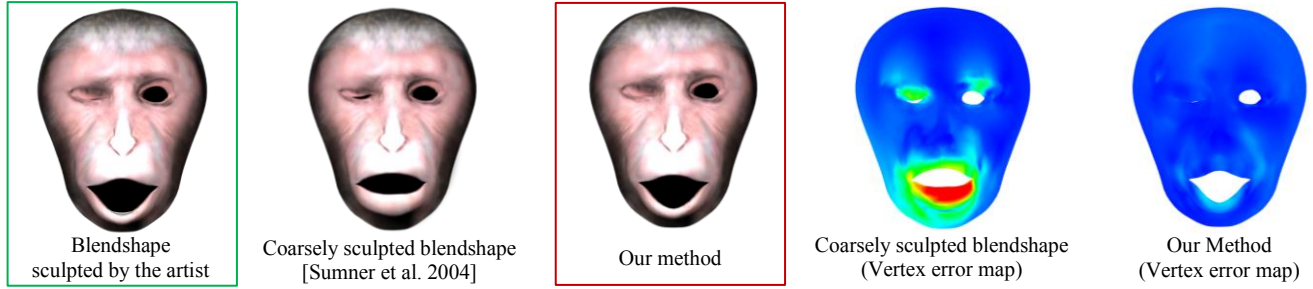 Blendshape
sculpted by the artist
Coarsely sculpted blendshape
[Sumner et al. 2004]
Our method
Coarsely sculpted blendshape
(Vertex error map)
Our Method
(Vertex error map)